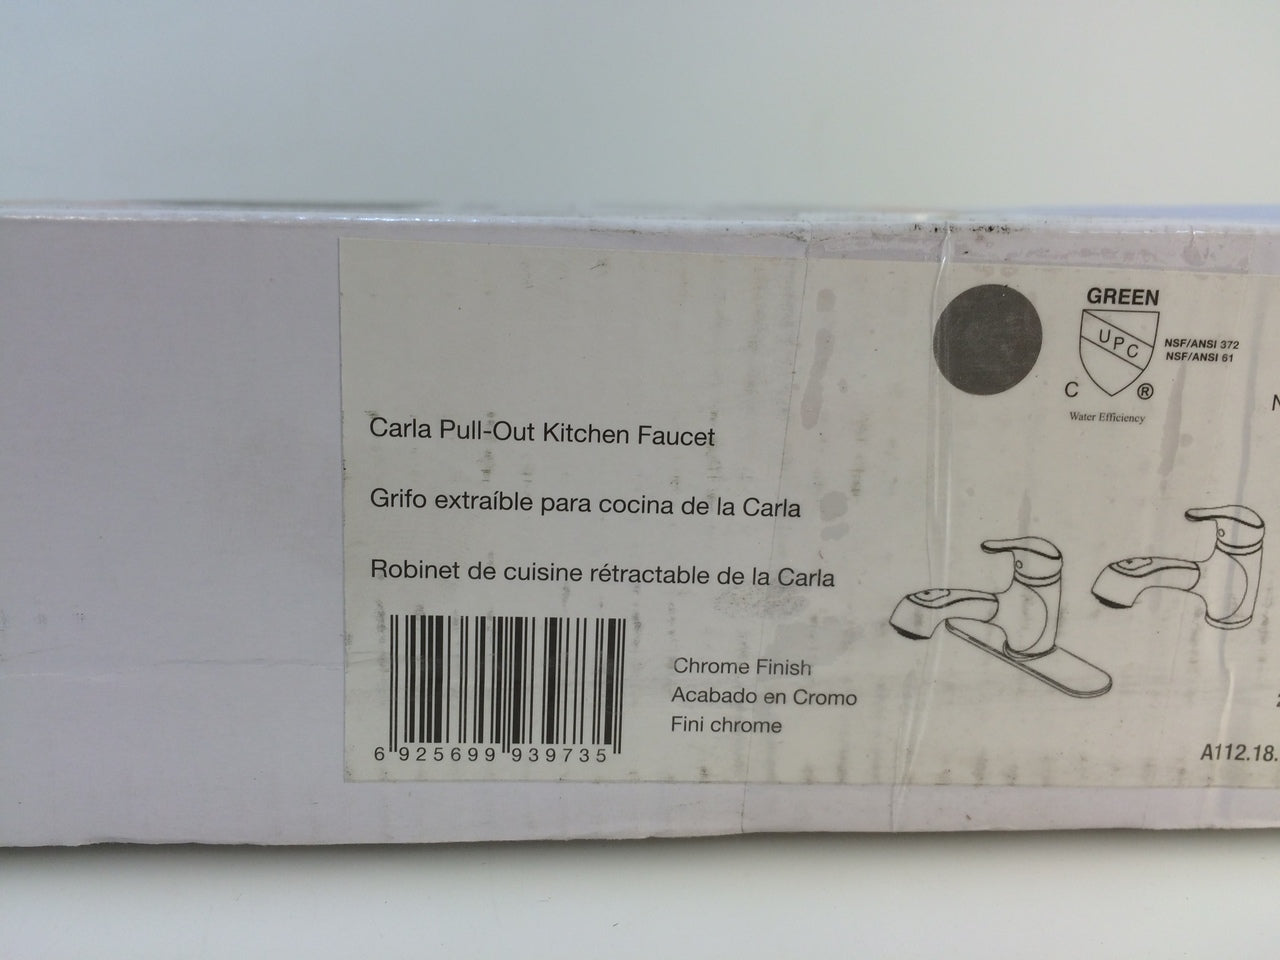 GREEN
UPC
NSF/ANSI 372
NSF/ANSI 61
C ®
Water Efficiency
Carla Pull-Out Kitchen Faucet
Grifo extraíble para cocina de la Carla
Robinet de cuisine rétractable de la Carla
Chrome Finish
Acabado en Cromo
Fini chrome
6 925699 939735
A112.18.